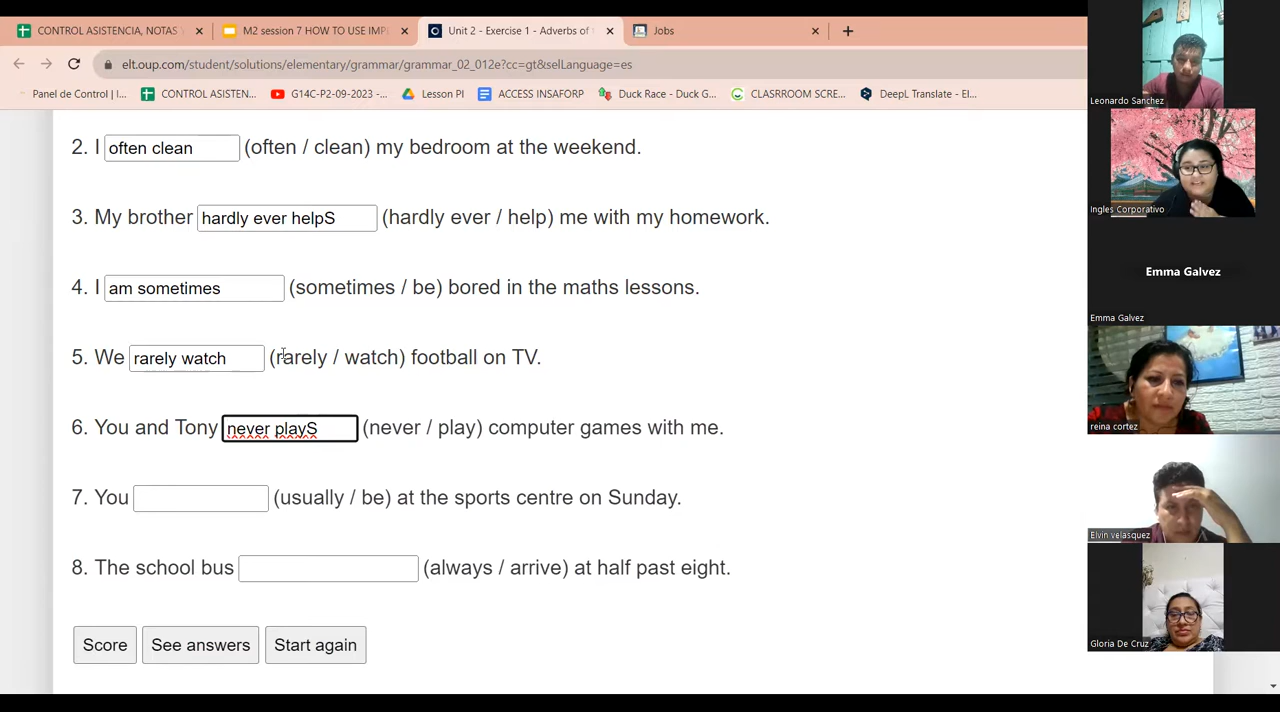 CONTROL ASISTENCIA, NOTAS
M2 session 7 HOW TO USE IMP
Unit 2 - Exercise 1 - Adverbs of
Jobs
elt.oup.com/student/solutions/elementary/grammar/grammar_02_012e?cc=gt&selLanguage=es
Panel de Control | I...
CONTROL ASISTEN...
G14C-P2-09-2023 -...
Lesson Pl
ACCESS INSAFORP
Duck Race - Duck G...
CLASRROOM SCRE...
DeepL Translate - El...
2. I often clean (often / clean) my bedroom at the weekend.
3. My brother hardly ever helpS (hardly ever / help) me with my homework.
4. I am sometimes (sometimes / be) bored in the maths lessons.
5. We rarely watch (rarely / watch) football on TV.
6. You and Tony never playS (never / play) computer games with me.
7. You (usually / be) at the sports centre on Sunday.
8. The school bus (always / arrive) at half past eight.
Score
See answers
Start again
Leonardo Sanchez
Ingles Corporativo
Emma Galvez
Emma Galvez
reina cortez
Elvin velasquez
Gloria De Cruz